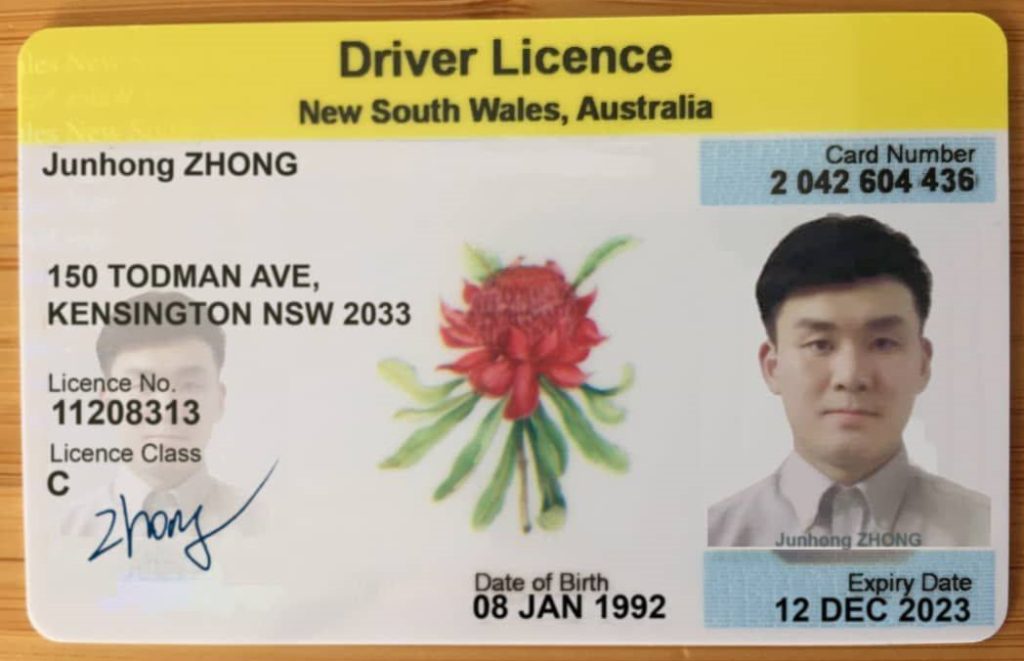 Driver Licence
New South Wales, Australia
Junhong ZHONG
Card Number
2 042 604 436
150 TODMAN AVE,
KENSINGTON NSW 2033
Licence No.
11208313
Licence Class
C
Zhong
Junhong ZHONG
Date of Birth
08 JAN 1992
Expiry Date
12 DEC 2023